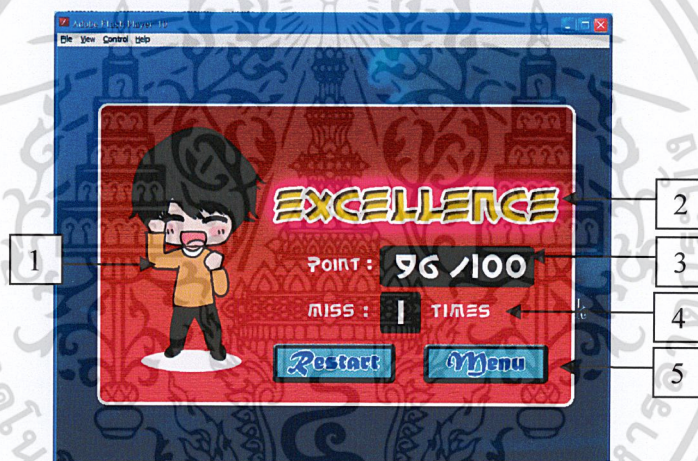 Adobe Flash Player 10
File View Control Help
EXCELLENCE
POINT : 96 /100
MISS : 1 TIMES
Restart Menu
1
2
3
4
5